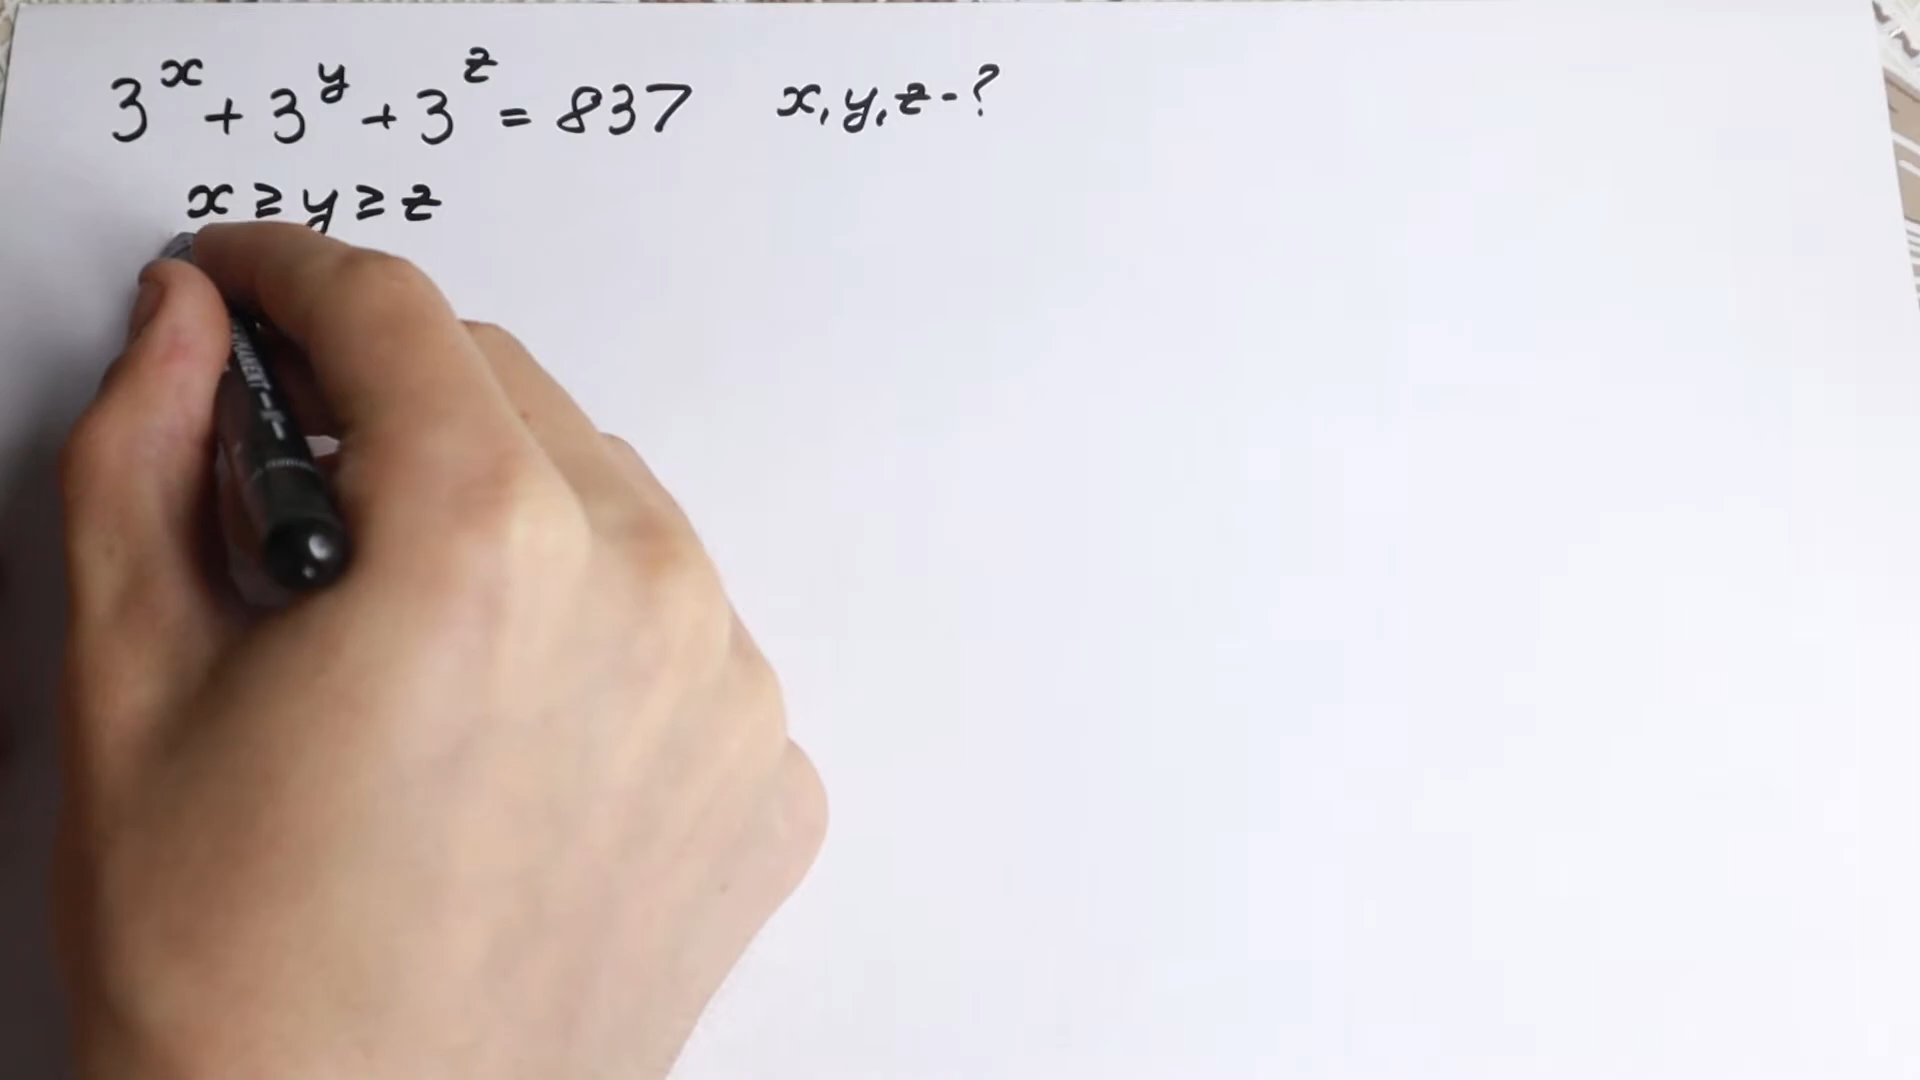 3^x + 3^y + 3^z = 837 x, y, z - ?
x ≥ y ≥ z